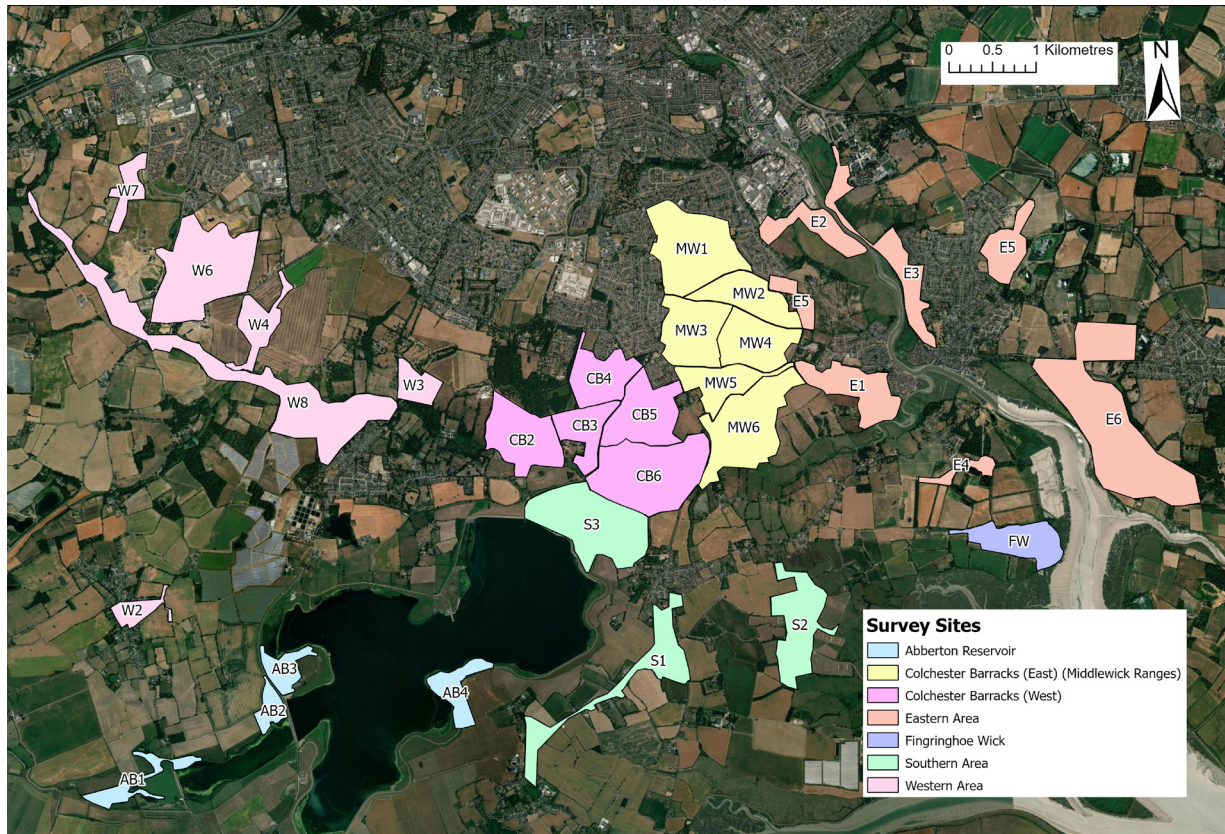 0 0.5 1 Kilometres
N
W7
W6
W4
W8
W3
W2
MW1
MW2
MW3
MW4
MW5
MW6
E2
E3
E5
E5
E1
E6
E4
CB4
CB5
CB3
CB2
CB6
S3
S1
S2
FW
AB3
AB2
AB4
AB1
Survey Sites
Abberton Reservoir
Colchester Barracks (East) (Middlewick Ranges)
Colchester Barracks (West)
Eastern Area
Fingringhoe Wick
Southern Area
Western Area